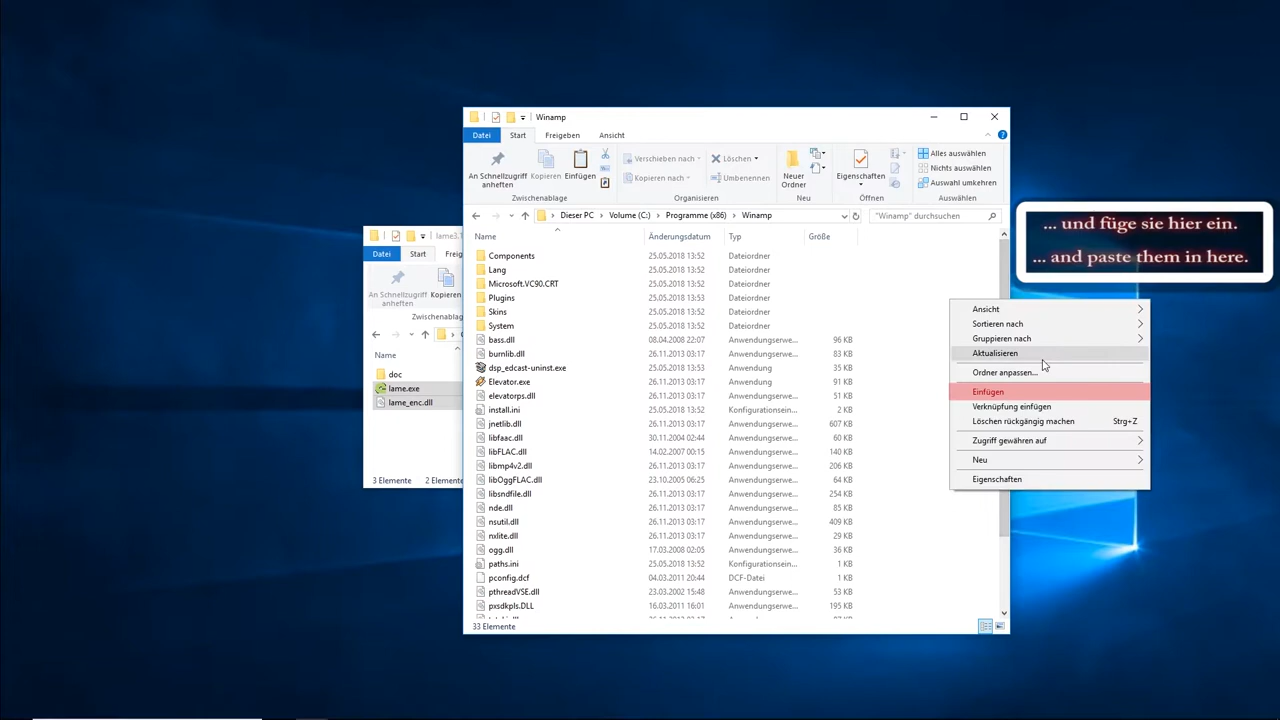 Winamp
Datei Start Freigeben Ansicht
An Schnellzugriff anheften
Kopieren
Einfügen
Verschieben nach
Kopieren nach
Löschen
Umbenennen
Neuer Ordner
Eigenschaften
Alles auswählen
Nichts auswählen
Auswahl umkehren
Zwischenablage Organisieren Neu Öffnen Auswählen
Dieser PC Volume (C:) Programme (x86) Winamp
"Winamp" durchsuchen
Name Änderungsdatum Typ Größe
Components 25.05.2018 13:52 Dateiordner
Lang 25.05.2018 13:52 Dateiordner
Microsoft.VC90.CRT 25.05.2018 13:52 Dateiordner
Plugins 25.05.2018 13:53 Dateiordner
Skins 25.05.2018 13:52 Dateiordner
System 25.05.2018 13:52 Dateiordner
bass.dll 08.04.2008 22:07 Anwendungserwe... 96 KB
burnlib.dll 26.11.2013 03:17 Anwendungserwe... 83 KB
dsp_edcast-uninst.exe 25.05.2018 13:53 Anwendung 35 KB
Elevator.exe 26.11.2013 03:17 Anwendung 91 KB
elevatorps.dll 26.11.2013 03:17 Anwendungserwe... 51 KB
install.ini 25.05.2018 13:52 Konfigurationsein... 2 KB
jnetlib.dll 26.11.2013 03:17 Anwendungserwe... 607 KB
libfaac.dll 30.11.2004 02:44 Anwendungserwe... 60 KB
libFLAC.dll 14.02.2007 00:15 Anwendungserwe... 140 KB
libmp4v2.dll 26.11.2013 03:17 Anwendungserwe... 206 KB
libOggFLAC.dll 23.10.2005 06:25 Anwendungserwe... 64 KB
libsndfile.dll 26.11.2013 03:17 Anwendungserwe... 254 KB
nde.dll 26.11.2013 03:17 Anwendungserwe... 85 KB
nsutil.dll 26.11.2013 03:17 Anwendungserwe... 409 KB
nxlite.dll 26.11.2013 03:17 Anwendungserwe... 29 KB
ogg.dll 17.03.2008 02:05 Anwendungserwe... 36 KB
paths.ini 25.05.2018 13:52 Konfigurationsein... 1 KB
pconfig.dcf 04.03.2011 20:44 DCF-Datei 1 KB
pthreadVSE.dll 23.02.2002 15:48 Anwendungserwe... 53 KB
pxsdkpls.DLL 16.03.2011 16:01 Anwendungserwe... 195 KB
33 Elemente
Datei Start
An Schnellzugriff anheften
Kopieren
Zwischenablage
Name
doc
lame.exe
lame_enc.dll
3 Elemente
... und füge sie hier ein.
... and paste them in here.
Ansicht
Sortieren nach
Gruppieren nach
Aktualisieren
Ordner anpassen...
Einfügen
Verknüpfung einfügen
Löschen rückgängig machen Strg+Z
Zugriff gewähren auf
Neu
Eigenschaften